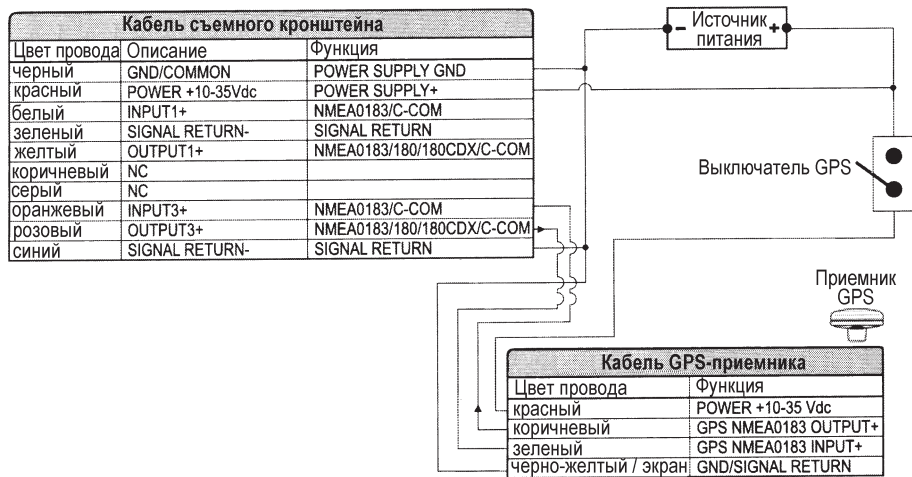 Кабель съемного кронштейна
Цвет провода Описание Функция
черный GND/COMMON POWER SUPPLY GND
красный POWER +10-35Vdc POWER SUPPLY+
белый INPUT1+ NMEA0183/C-COM
зеленый SIGNAL RETURN- SIGNAL RETURN
желтый OUTPUT1+ NMEA0183/180/180CDX/C-COM
коричневый NC
серый NC
оранжевый INPUT3+ NMEA0183/C-COM
розовый OUTPUT3+ NMEA0183/180/180CDX/C-COM
синий SIGNAL RETURN- SIGNAL RETURN
- Источник +
питания
Выключатель GPS
Приемник
GPS
Кабель GPS-приемника
Цвет провода Функция
красный POWER +10-35 Vdc
коричневый GPS NMEA0183 OUTPUT+
зеленый GPS NMEA0183 INPUT+
черно-желтый / экран GND/SIGNAL RETURN